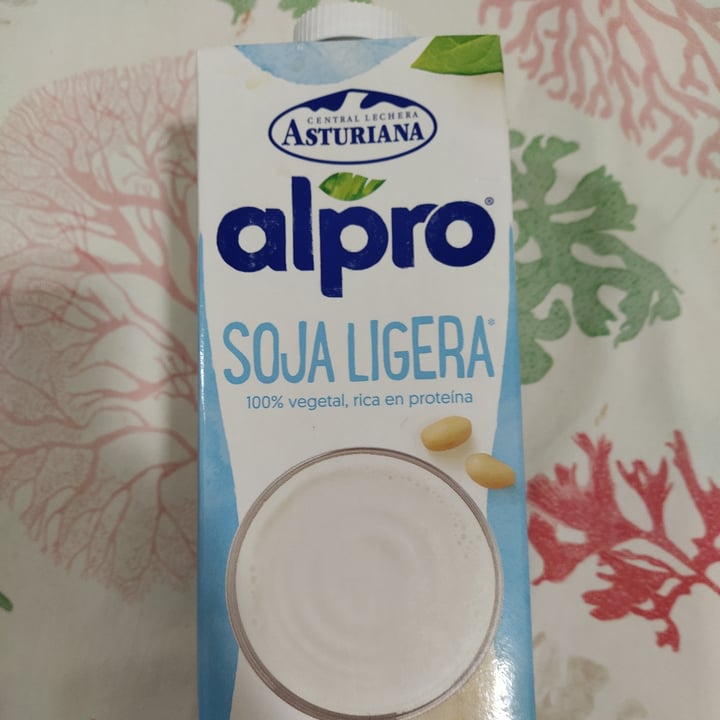 CENTRAL LECHERA
ASTURIANA
alpro®
SOJA LIGERA*
100% vegetal, rica en proteína